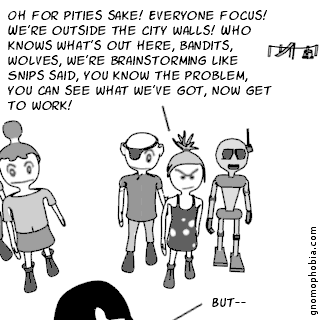 OH FOR PITIES SAKE! EVERYONE FOCUS!
WE'RE OUTSIDE THE CITY WALLS! WHO
KNOWS WHAT'S OUT HERE, BANDITS,
WOLVES, WE'RE BRAINSTORMING LIKE
SNIPS SAID, YOU KNOW THE PROBLEM,
YOU CAN SEE WHAT WE'VE GOT, NOW GET
TO WORK!
BUT--
gnomophobia.com